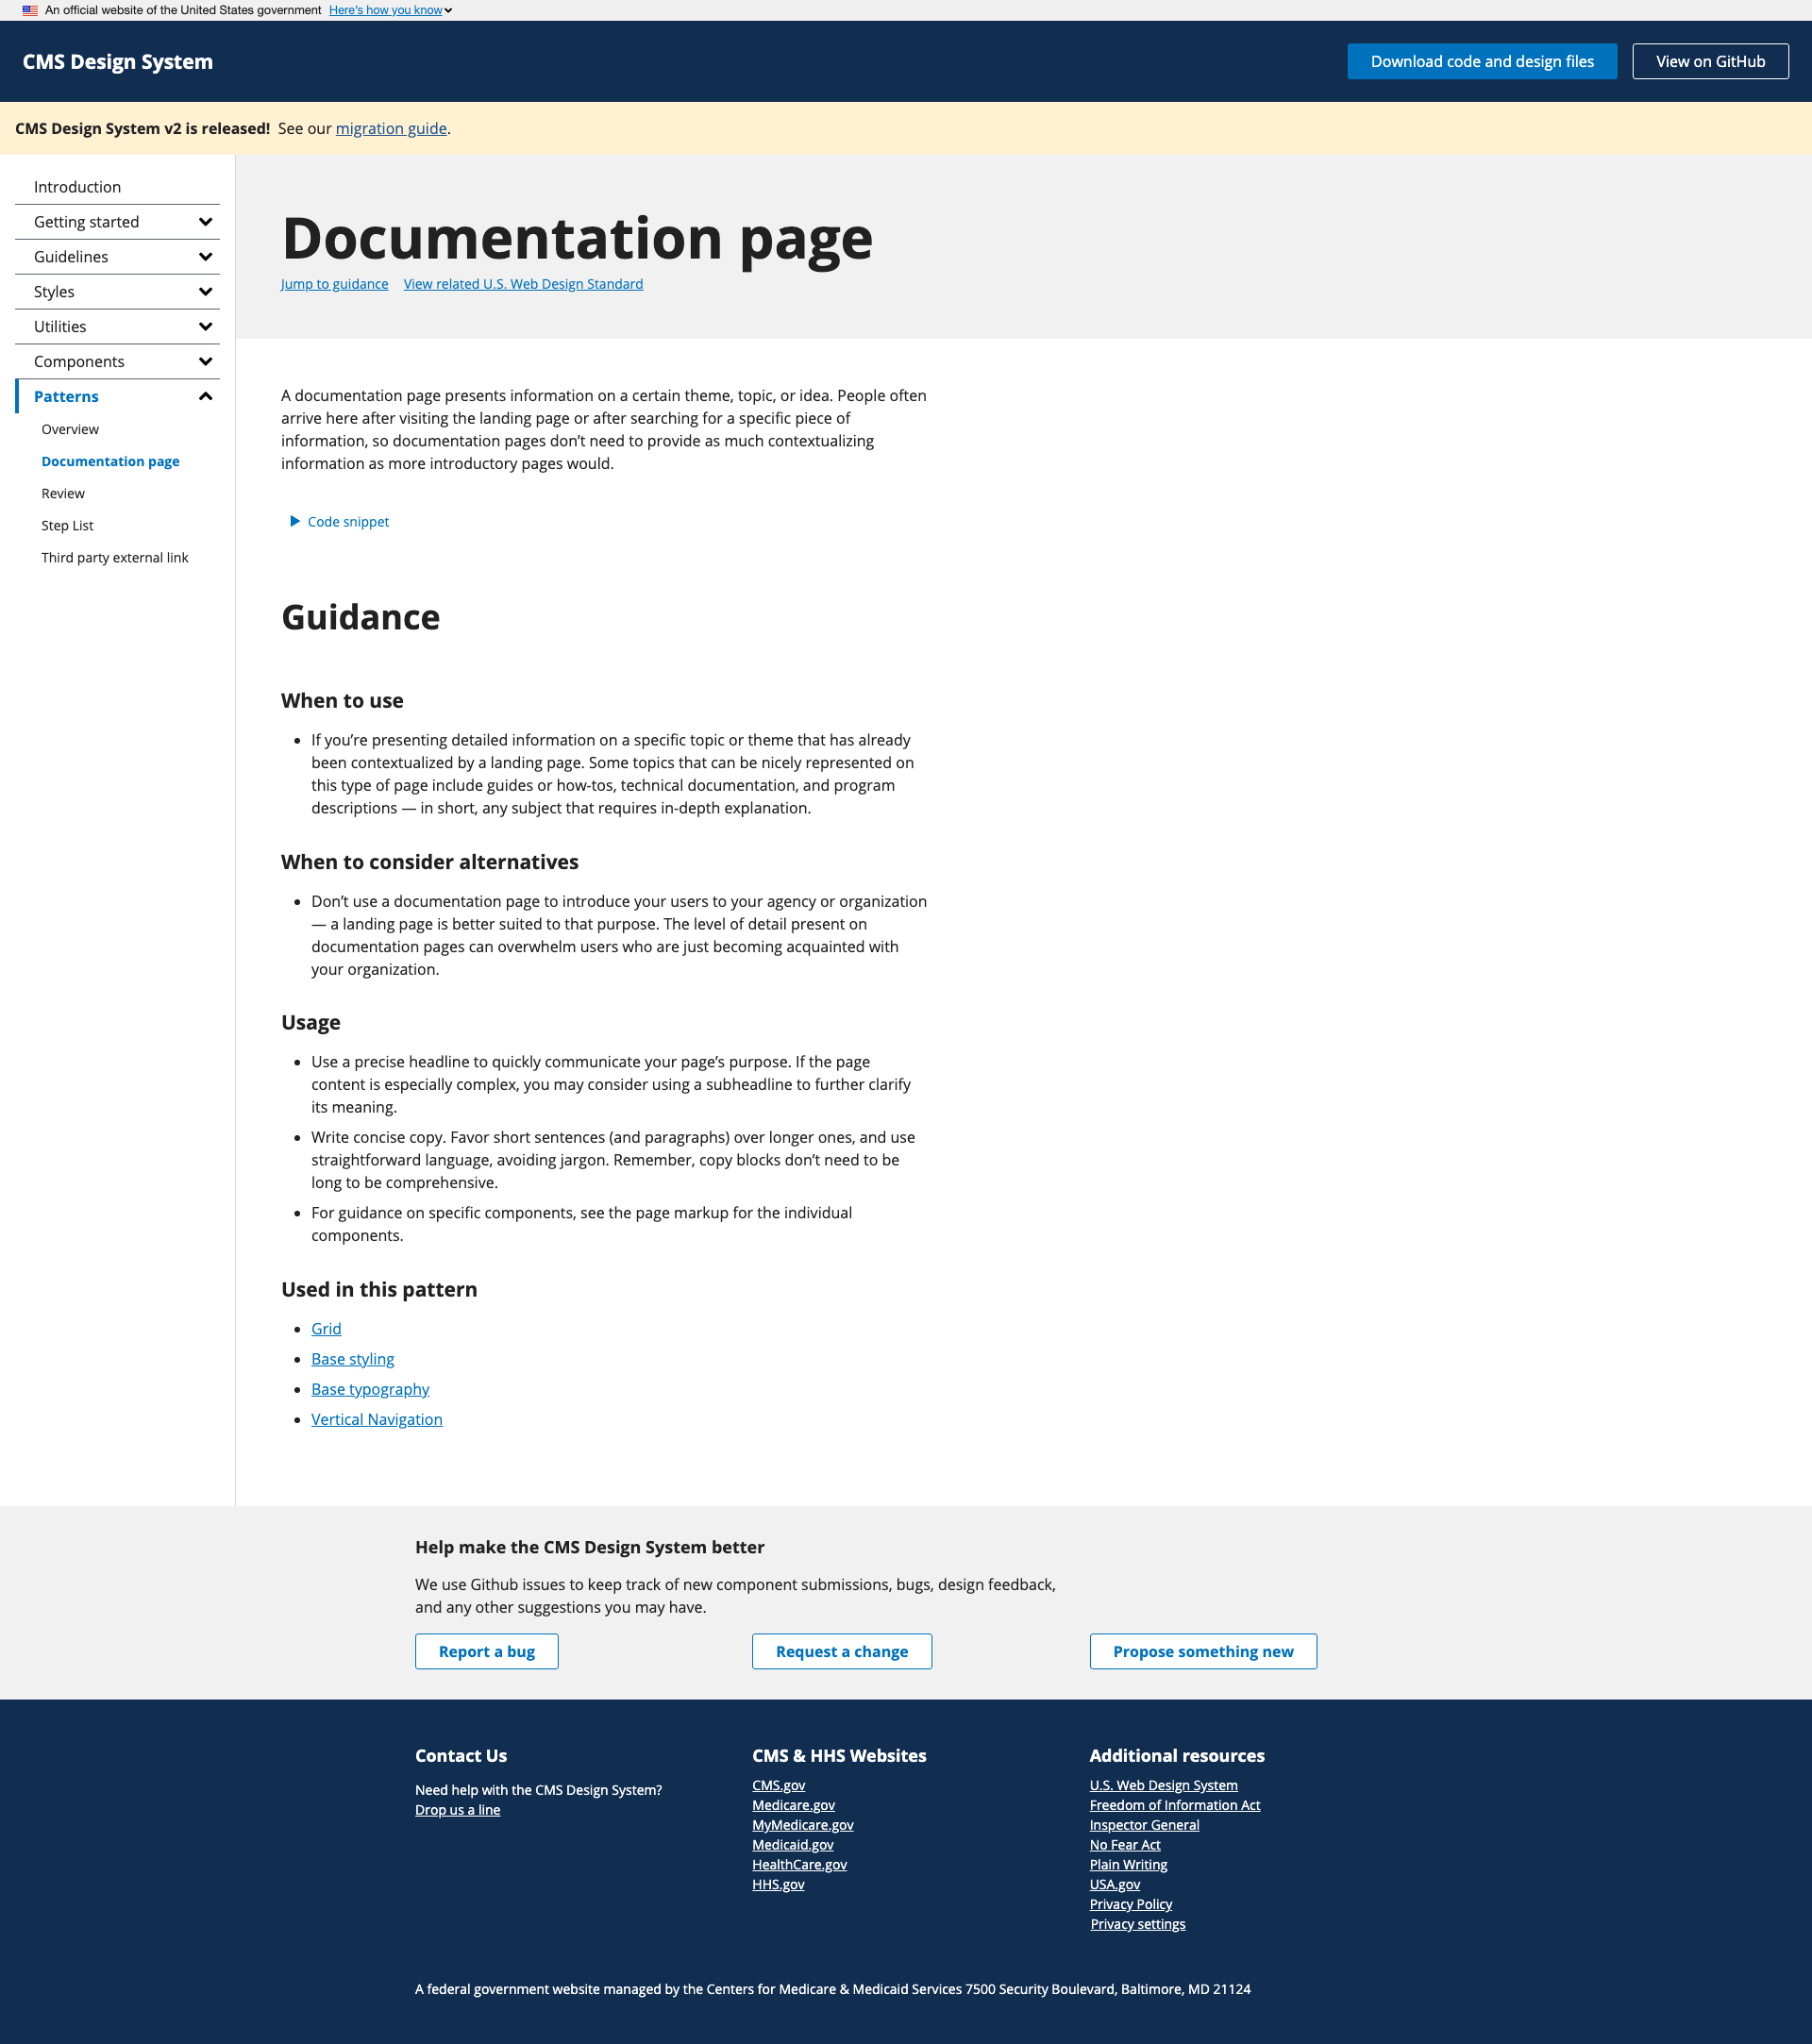 An official website of the United States government Here's how you know
CMS Design System
Download code and design files
View on GitHub
CMS Design System v2 is released! See our migration guide.
Introduction
Getting started
Guidelines
Styles
Utilities
Components
Patterns
Overview
Documentation page
Review
Step List
Third party external link
Documentation page
Jump to guidance View related U.S. Web Design Standard
A documentation page presents information on a certain theme, topic, or idea. People often
arrive here after visiting the landing page or after searching for a specific piece of
information, so documentation pages don’t need to provide as much contextualizing
information as more introductory pages would.
Code snippet
Guidance
When to use
• If you’re presenting detailed information on a specific topic or theme that has already
been contextualized by a landing page. Some topics that can be nicely represented on
this type of page include guides or how-tos, technical documentation, and program
descriptions — in short, any subject that requires in-depth explanation.
When to consider alternatives
• Don’t use a documentation page to introduce your users to your agency or organization
— a landing page is better suited to that purpose. The level of detail present on
documentation pages can overwhelm users who are just becoming acquainted with
your organization.
Usage
• Use a precise headline to quickly communicate your page’s purpose. If the page
content is especially complex, you may consider using a subheadline to further clarify
its meaning.
• Write concise copy. Favor short sentences (and paragraphs) over longer ones, and use
straightforward language, avoiding jargon. Remember, copy blocks don’t need to be
long to be comprehensive.
• For guidance on specific components, see the page markup for the individual
components.
Used in this pattern
• Grid
• Base styling
• Base typography
• Vertical Navigation
Help make the CMS Design System better
We use Github issues to keep track of new component submissions, bugs, design feedback,
and any other suggestions you may have.
Report a bug
Request a change
Propose something new
Contact Us
Need help with the CMS Design System?
Drop us a line
CMS & HHS Websites
CMS.gov
Medicare.gov
MyMedicare.gov
Medicaid.gov
HealthCare.gov
HHS.gov
Additional resources
U.S. Web Design System
Freedom of Information Act
Inspector General
No Fear Act
Plain Writing
USA.gov
Privacy Policy
Privacy settings
A federal government website managed by the Centers for Medicare & Medicaid Services 7500 Security Boulevard, Baltimore, MD 21124